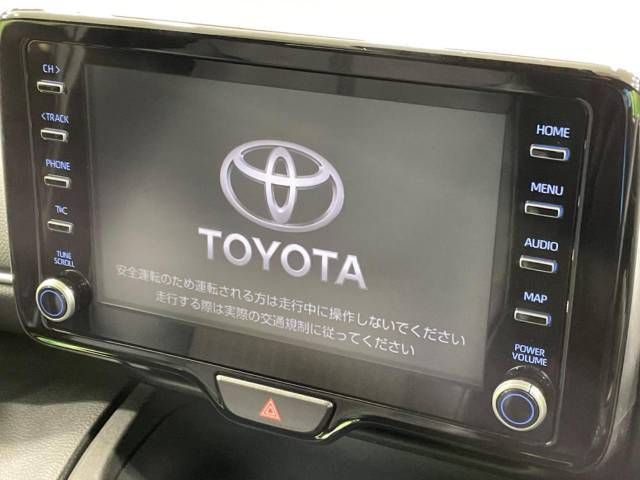 CH>
<TRACK
PHONE
T&C
TUNE
SCROLL
TOYOTA
安全運転のため運転される方は走行中に操作しないでください
走行する際は実際の交通規制に従ってください
HOME
MENU
AUDIO
MAP
POWER
VOLUME